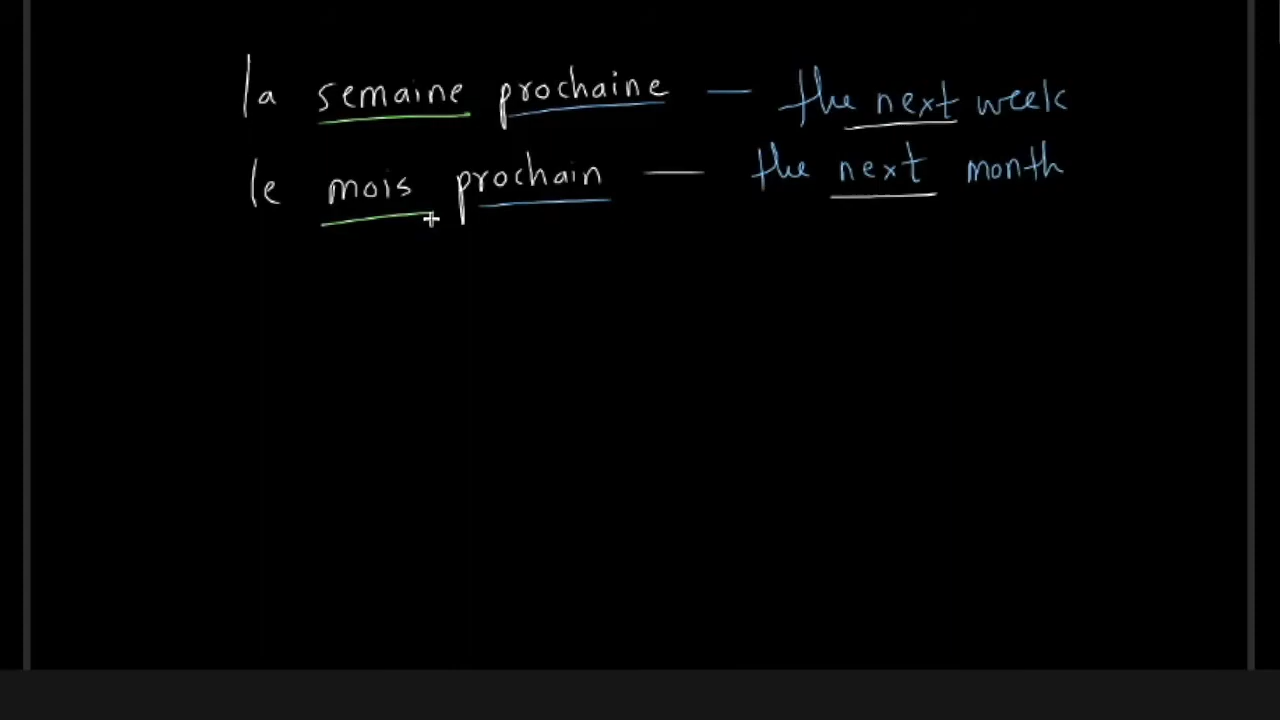 la semaine prochaine — the next week
le mois prochain — the next month